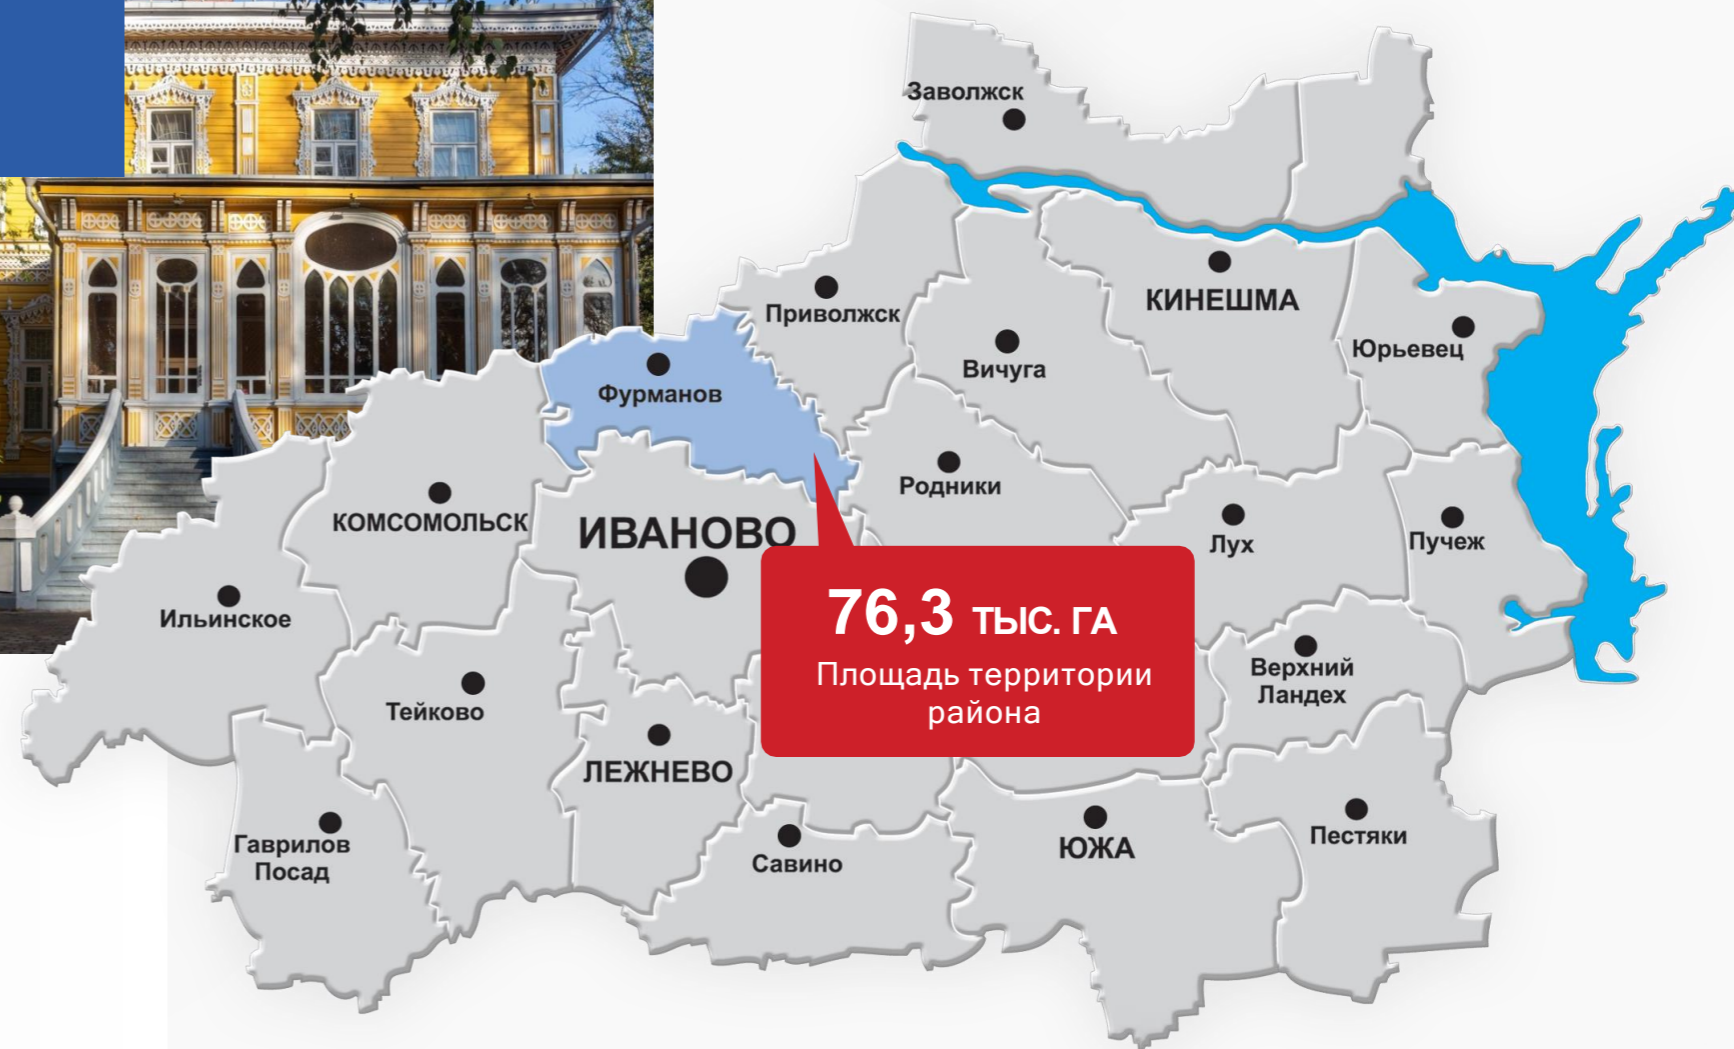 Заволжск
Приволжск
КИНЕШМА
Вичуга
Юрьевец
Фурманов
Родники
КОМСОМОЛЬСК
ИВАНОВО
Лух
Пучеж
Ильинское
76,3 ТЫС. ГА
Площадь территории
района
Верхний
Ландех
Тейково
ЛЕЖНЕВО
Гаврилов
Посад
Савино
ЮЖА
Пестяки